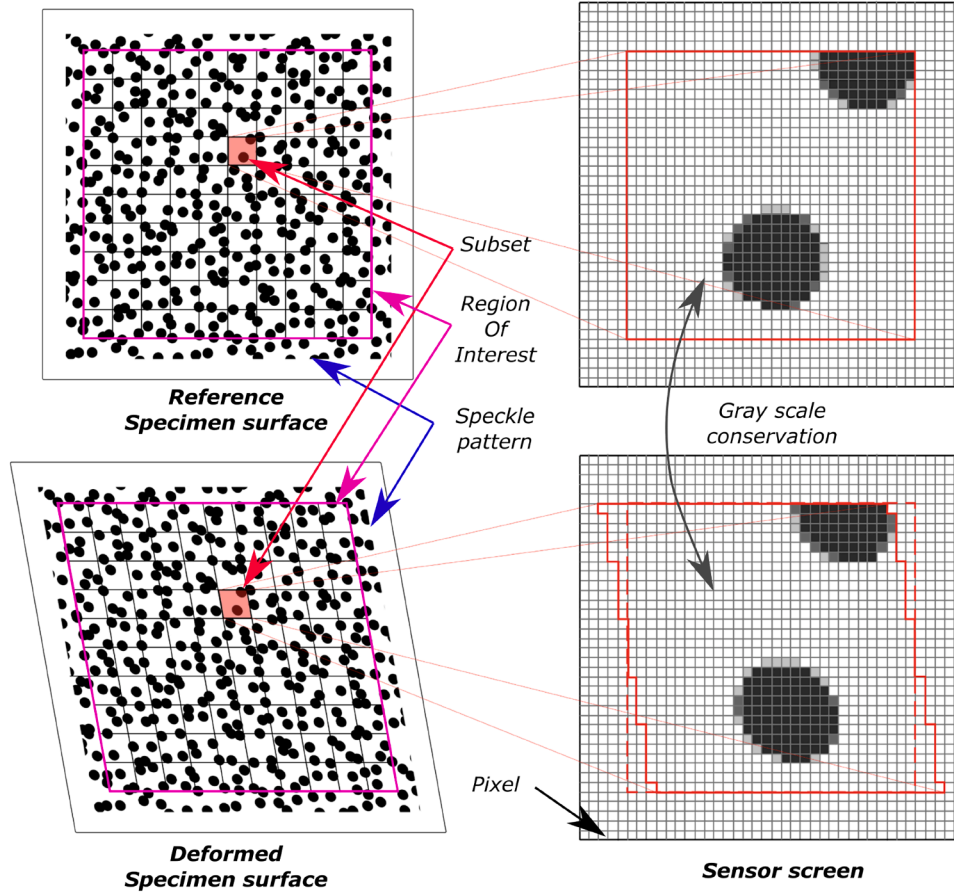 Subset
Region
Of
Interest
Reference
Specimen surface
Speckle
pattern
Gray scale
conservation
Pixel
Deformed
Specimen surface
Sensor screen